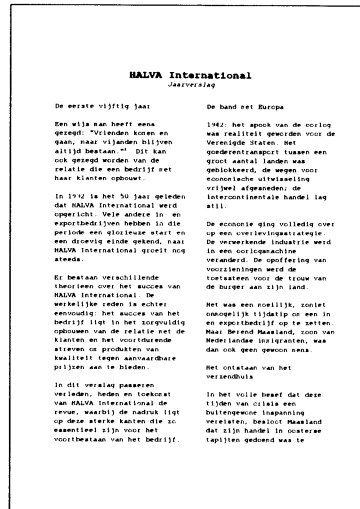 HALVA International
Jaarverslag
De eerste vijftig jaar
Een wijs man heeft eens
gezegd: "Vrienden komen en
gaan, maar vijanden blijven
altijd bestaan."¹ Dit kan
ook gezegd worden van de
relatie die een bedrijf met
haar klanten opbouwt.
In 1992 is het 50 jaar geleden
dat HALVA International werd
opgericht. Vele andere in- en
exportbedrijven hebben in die
periode een glorieuze start en
een droevig einde gekend, maar
HALVA International groeit nog
steeds.
Er bestaan verschillende
theorieen over het succes van
HALVA International. De
werkelijke reden is echter
eenvoudig: het succes van het
bedrijf ligt in het zorgvuldig
opbouwen van de relatie met de
klanten en het voortdurende
streven om produkten van
kwaliteit tegen aanvaardbare
prijzen aan te bieden.
In dit verslag passeren
verleden, heden en toekomst
van HALVA International de
revue, waarbij de nadruk ligt
op deze sterke kanten die zo
essentieel zijn voor het
voortbestaan van het bedrijf.
De band met Europa
1942: het spook van de oorlog
was realiteit geworden voor de
Verenigde Staten. Het
goederentransport tussen een
groot aantal landen was
geblokkeerd, de wegen voor
economische uitwisseling
vrijwel afgesneden; de
intercontinentale handel lag
stil.
De economie ging volledig over
op een overlevingsstrategie.
De verwerkende industrie werd
in een oorlogsmachine
veranderd. De opoffering van
voorzieningen werd de
toetssteen voor de trouw van
de burger aan zijn land.
Het was een moeilijk, zoniet
onmogelijk tijdstip om een in
en exportbedrijf op te zetten.
Maar Berend Maasland, zoon van
Nederlandse immigranten, was
dan ook geen gewoon mens.
Het ontstaan van het
verzendhuis
In het volle besef dat deze
tijden van crisis een
buitengewone inspanning
vereisten, besloot Maasland
dat zijn handel in oosterse
tapijten gedoemd was te